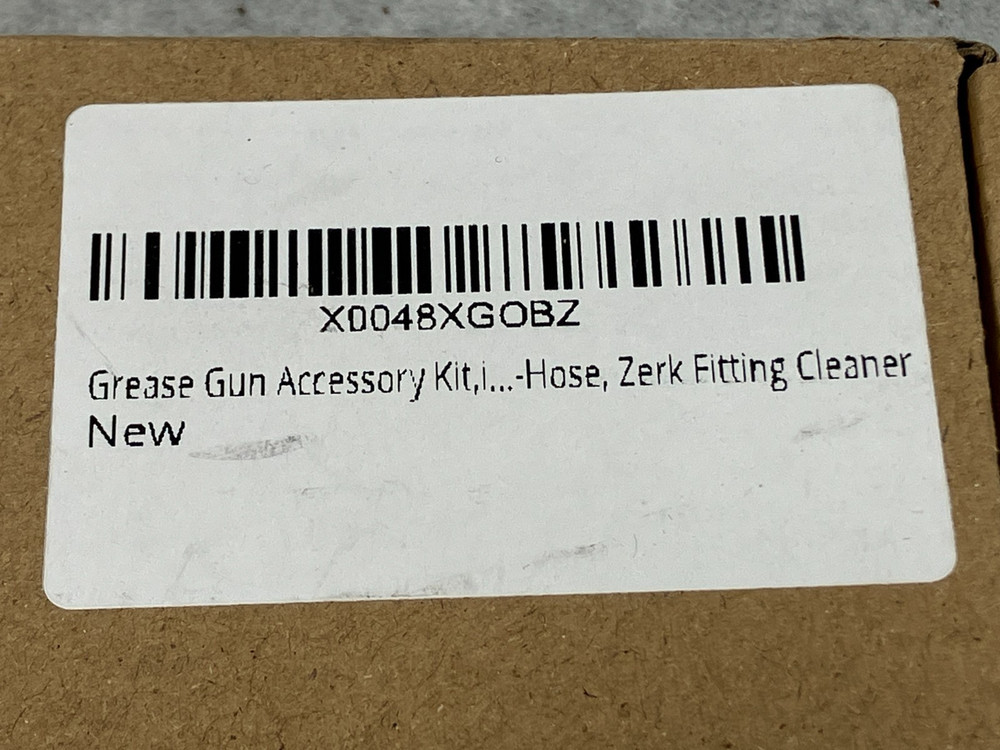 X0048XGOBZ
Grease Gun Accessory Kit,i...-Hose, Zerk Fitting Cleaner
New